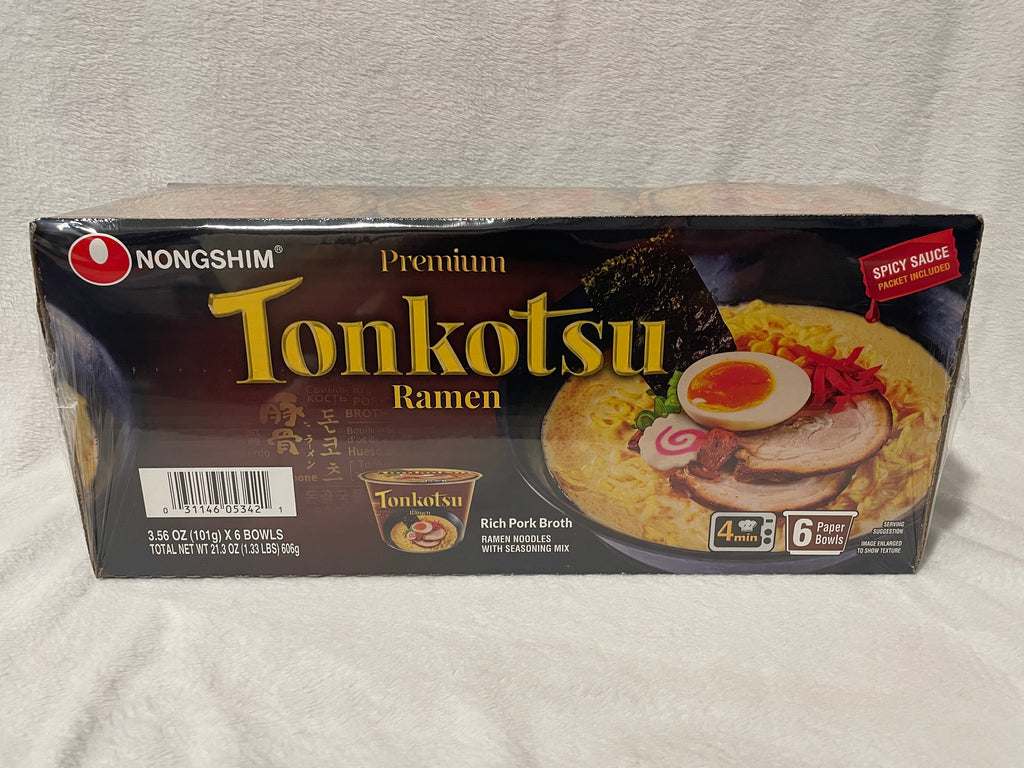 NONGSHIM®
Premium
Tonkotsu
Ramen
SPICY SAUCE
PACKET INCLUDED
Свиная
КОСТЬ
BROTH
豚骨
ラーメン
돈코츠
0 31146 05342 1
3.56 OZ (101g) X 6 BOWLS
TOTAL NET WT 21.3 OZ (1.33 LBS) 606g
Tonkotsu
Ramen
Rich Pork Broth
RAMEN NOODLES
WITH SEASONING MIX
4 min
6 Paper
Bowls
SERVING
SUGGESTION
IMAGE ENLARGED
TO SHOW TEXTURE